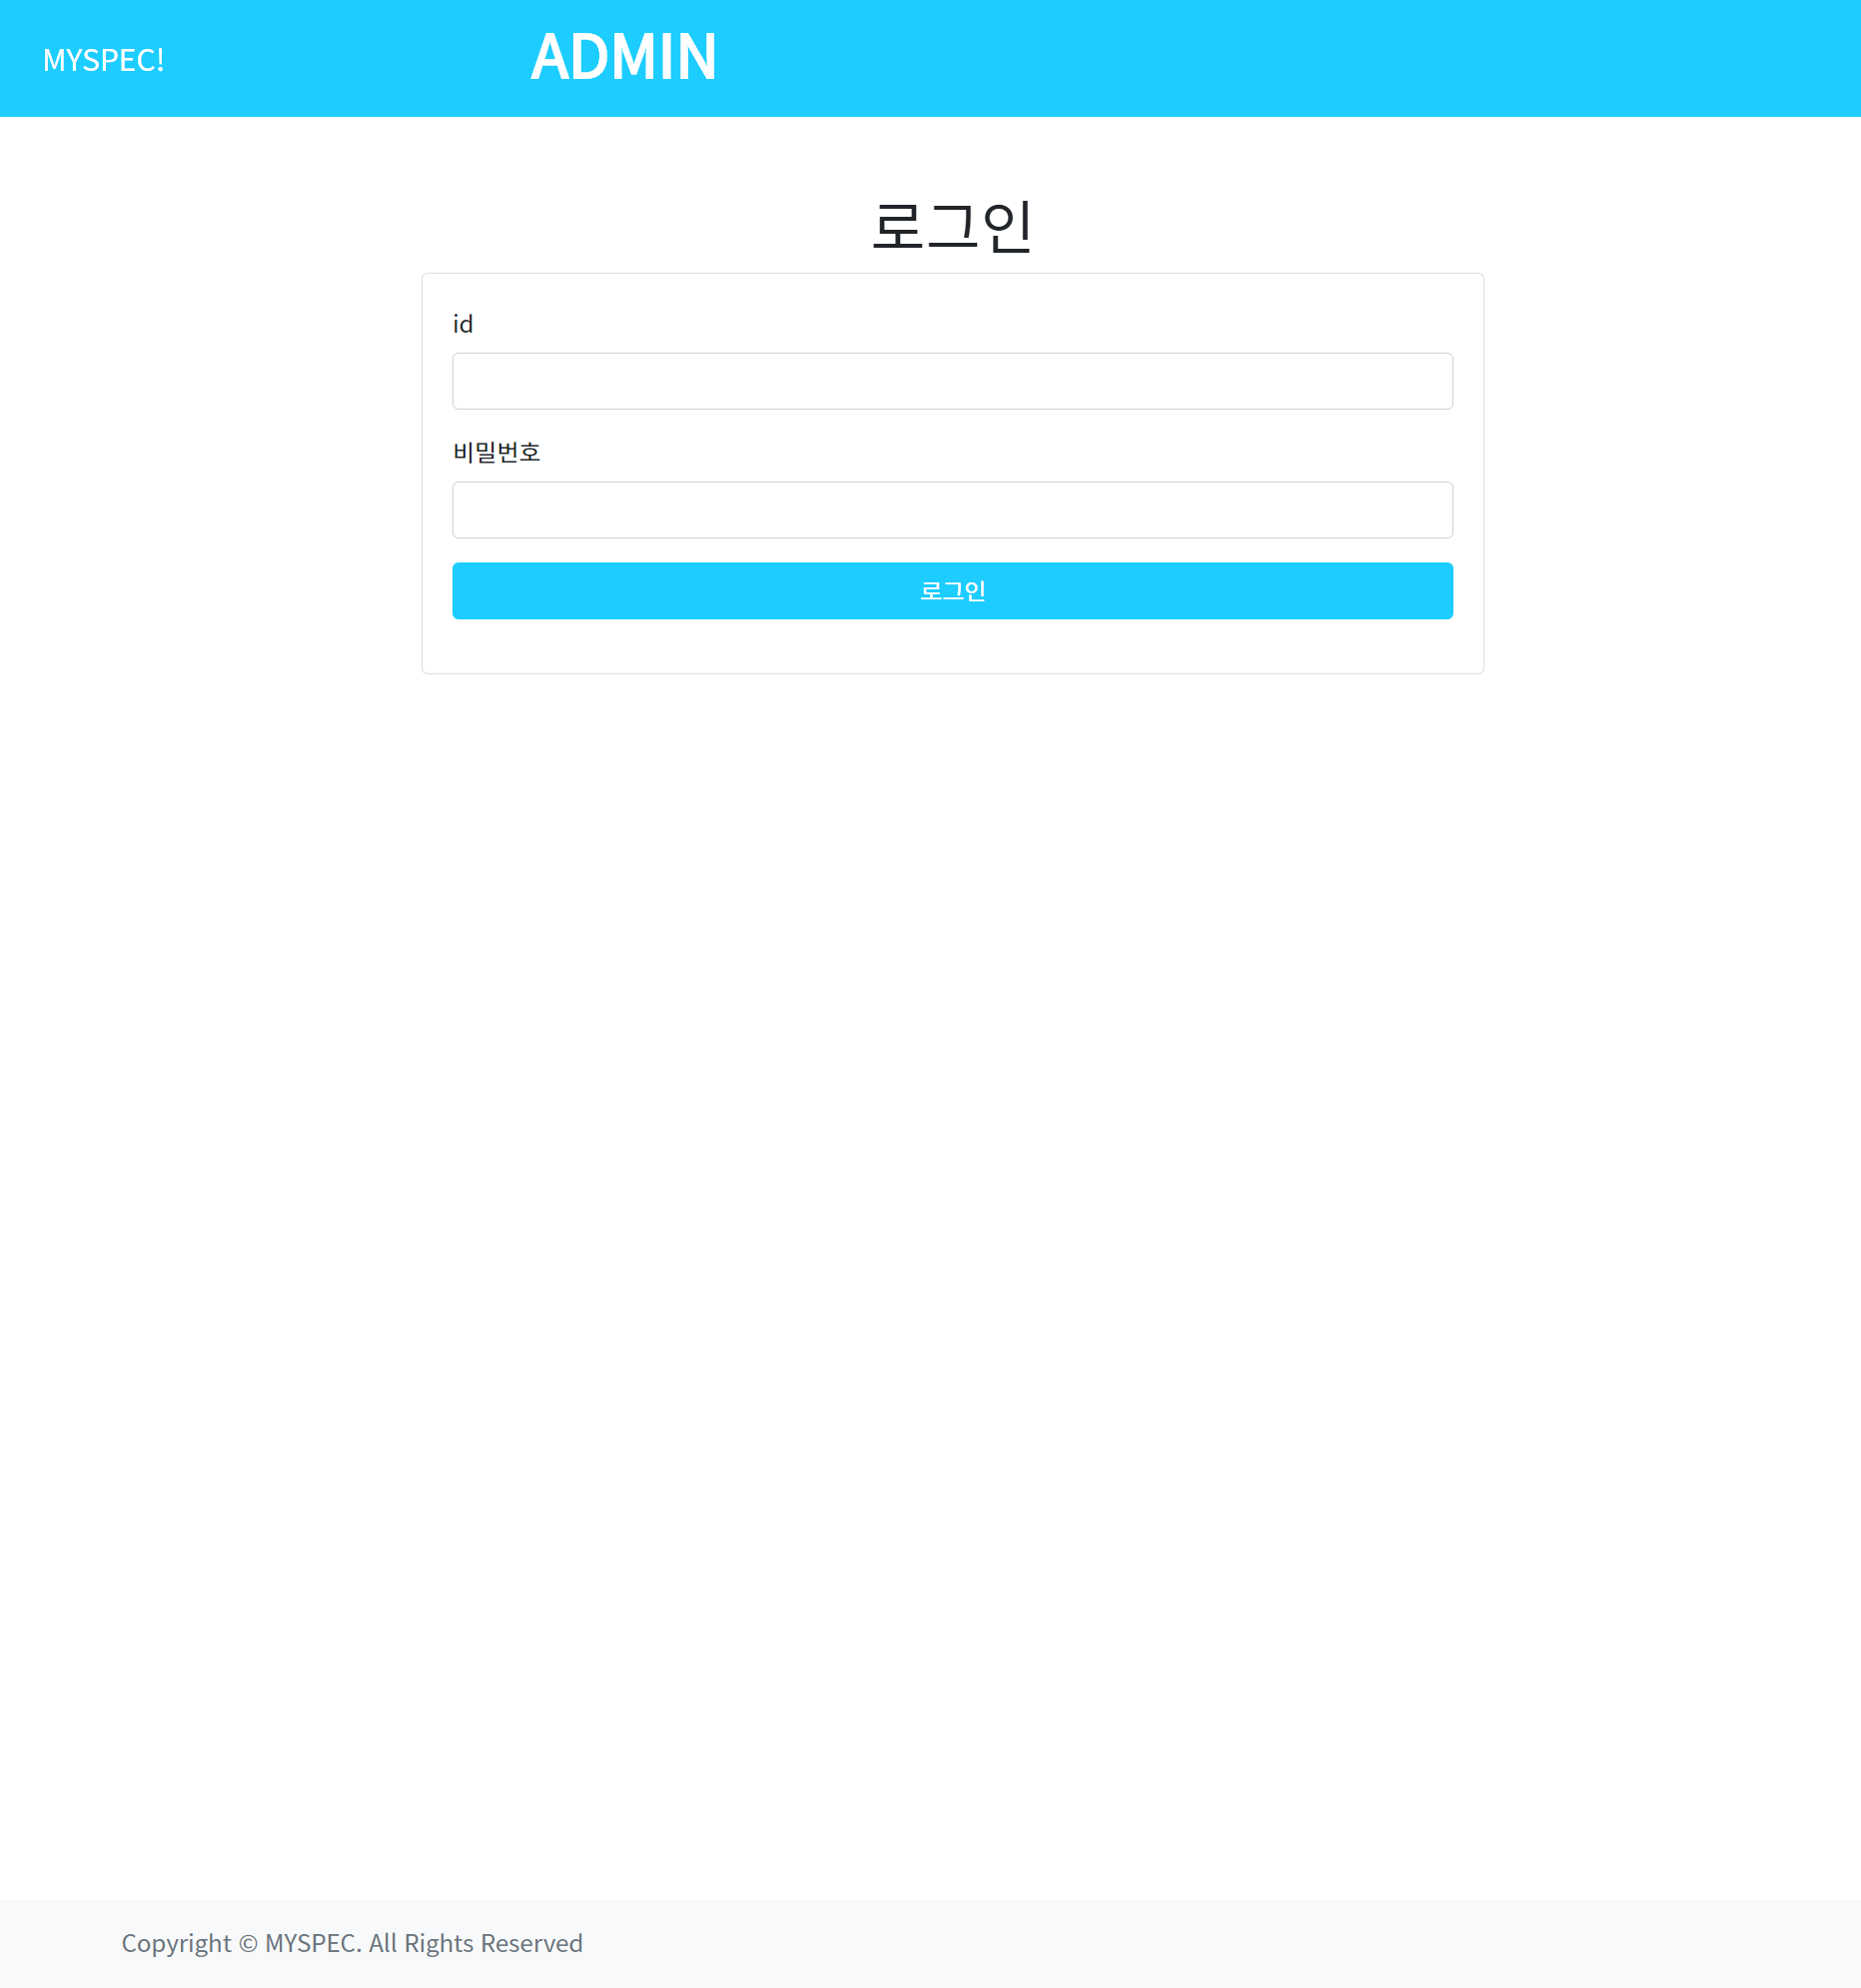 MYSPEC!
ADMIN
로그인
id
비밀번호
로그인
Copyright © MYSPEC. All Rights Reserved